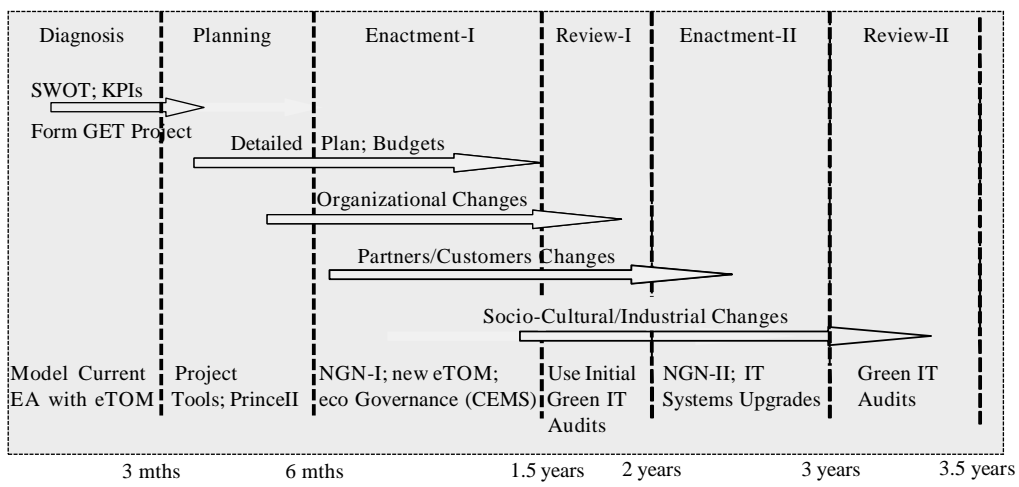 Diagnosis Planning Enactment-I Review-I Enactment-II Review-II
SWOT; KPIs
Form GET Project
Detailed Plan; Budgets
Organizational Changes
Partners/Customers Changes
Socio-Cultural/Industrial Changes
Model Current
EA with eTOM
Project
Tools; PrinceII
NGN-I; new eTOM;
eco Governance (CEMS)
Use Initial
Green IT
Audits
NGN-II; IT
Systems Upgrades
Green IT
Audits
3 mths 6 mths 1.5 years 2 years 3 years 3.5 years